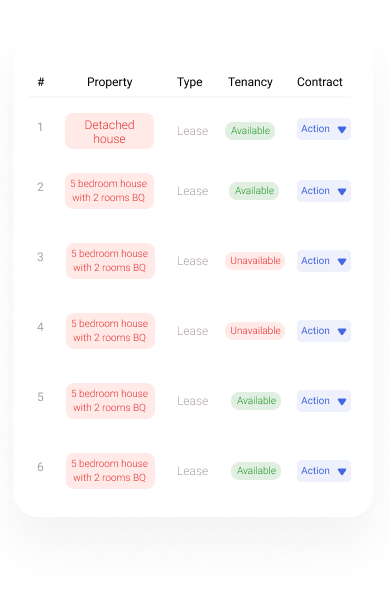 # Property Type Tenancy Contract
1 Detached house Lease Available Action
2 5 bedroom house with 2 rooms BQ Lease Available Action
3 5 bedroom house with 2 rooms BQ Lease Unavailable Action
4 5 bedroom house with 2 rooms BQ Lease Unavailable Action
5 5 bedroom house with 2 rooms BQ Lease Available Action
6 5 bedroom house with 2 rooms BQ Lease Available Action